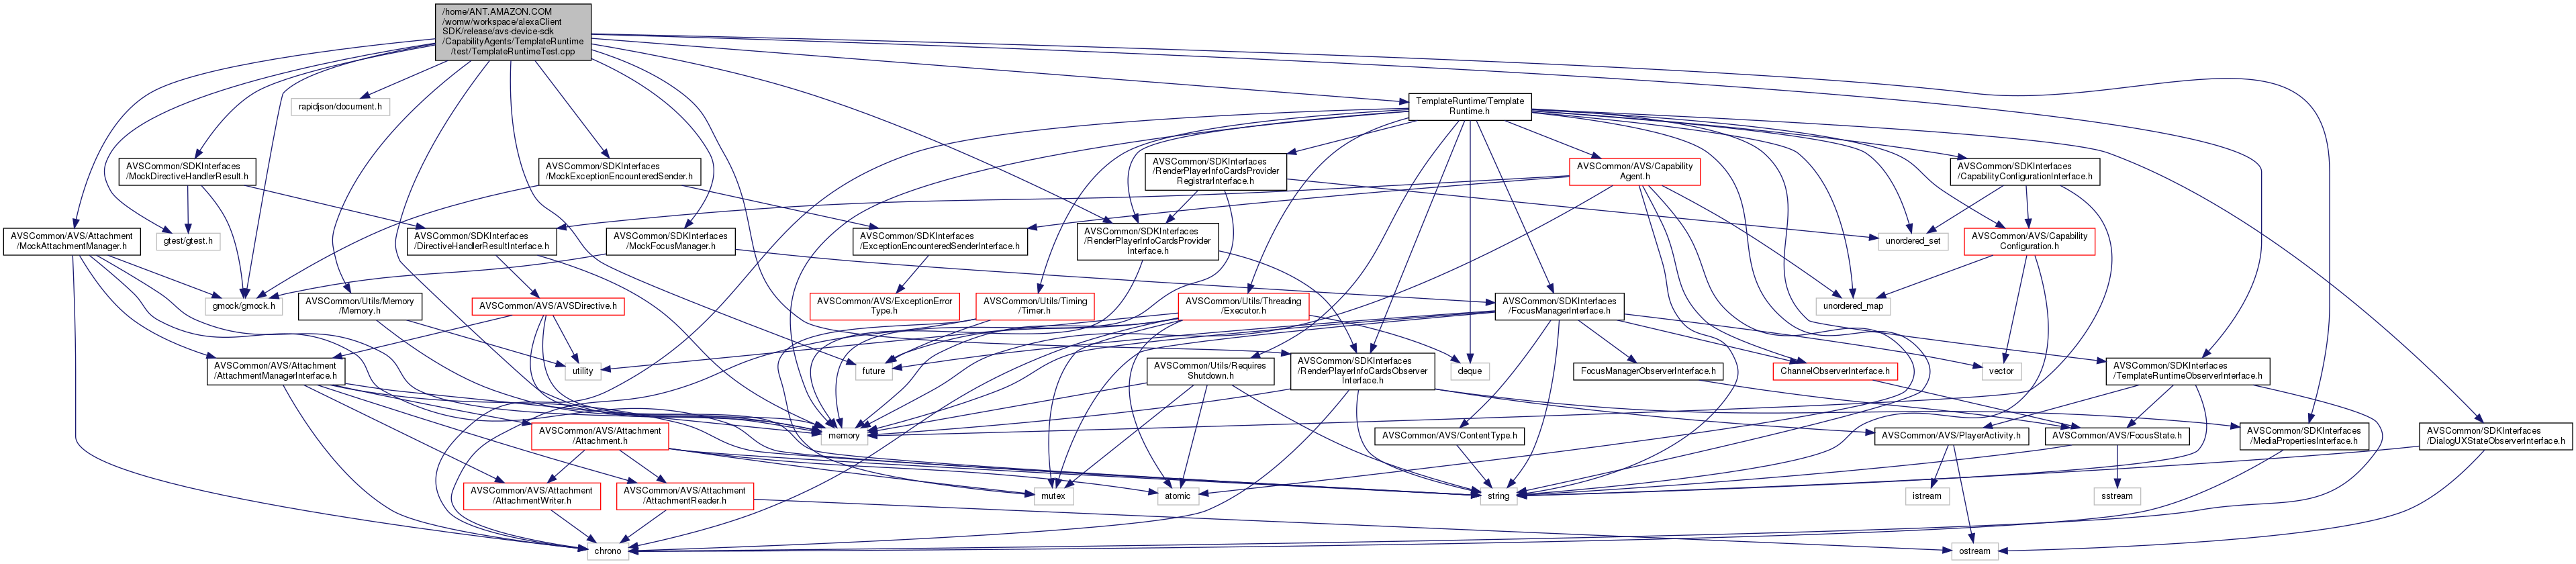 /home/ANT.AMAZON.COM
/womw/workspace/alexaClient
SDK/release/avs-device-sdk
/CapabilityAgents/TemplateRuntime
/test/TemplateRuntimeTest.cpp
rapidjson/document.h
TemplateRuntime/Template
Runtime.h
AVSCommon/SDKInterfaces
/MockDirectiveHandlerResult.h
AVSCommon/SDKInterfaces
/MockExceptionEncounteredSender.h
AVSCommon/SDKInterfaces
/RenderPlayerInfoCardsProvider
RegistrarInterface.h
AVSCommon/AVS/Capability
Agent.h
AVSCommon/SDKInterfaces
/CapabilityConfigurationInterface.h
AVSCommon/AVS/Attachment
/MockAttachmentManager.h
gtest/gtest.h
AVSCommon/SDKInterfaces
/DirectiveHandlerResultInterface.h
AVSCommon/SDKInterfaces
/MockFocusManager.h
AVSCommon/SDKInterfaces
/ExceptionEncounteredSenderInterface.h
AVSCommon/SDKInterfaces
/RenderPlayerInfoCardsProvider
Interface.h
unordered_set
AVSCommon/AVS/Capability
Configuration.h
gmock/gmock.h
AVSCommon/Utils/Memory
/Memory.h
AVSCommon/AVS/AVSDirective.h
AVSCommon/AVS/ExceptionError
Type.h
AVSCommon/Utils/Timing
/Timer.h
AVSCommon/Utils/Threading
/Executor.h
AVSCommon/SDKInterfaces
/FocusManagerInterface.h
unordered_map
AVSCommon/AVS/Attachment
/AttachmentManagerInterface.h
utility
future
AVSCommon/Utils/Requires
Shutdown.h
AVSCommon/SDKInterfaces
/RenderPlayerInfoCardsObserver
Interface.h
deque
FocusManagerObserverInterface.h
ChannelObserverInterface.h
vector
AVSCommon/SDKInterfaces
/TemplateRuntimeObserverInterface.h
AVSCommon/AVS/Attachment
/Attachment.h
memory
AVSCommon/AVS/ContentType.h
AVSCommon/AVS/PlayerActivity.h
AVSCommon/AVS/FocusState.h
AVSCommon/SDKInterfaces
/MediaPropertiesInterface.h
AVSCommon/SDKInterfaces
/DialogUXStateObserverInterface.h
AVSCommon/AVS/Attachment
/AttachmentWriter.h
AVSCommon/AVS/Attachment
/AttachmentReader.h
mutex
atomic
string
istream
sstream
chrono
ostream